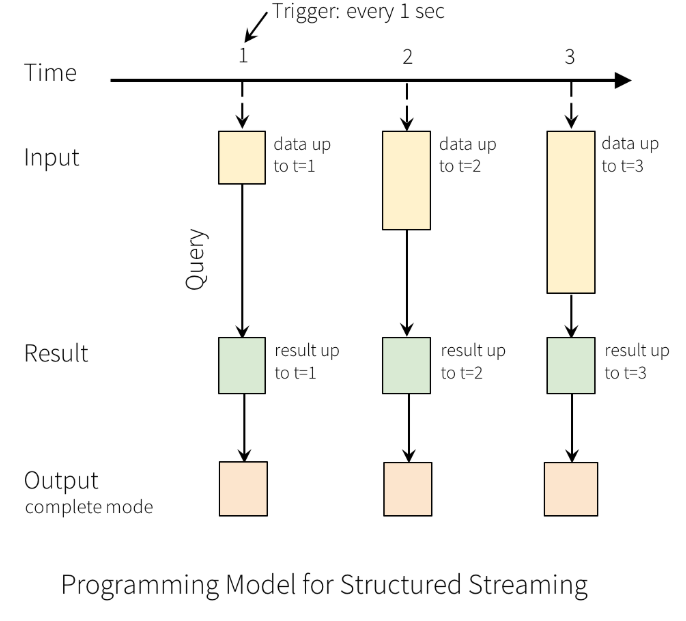 Trigger: every 1 sec
1
2
3
Time
Input
data up
to t=1
data up
to t=2
data up
to t=3
Query
Result
result up
to t=1
result up
to t=2
result up
to t=3
Output
complete mode
Programming Model for Structured Streaming